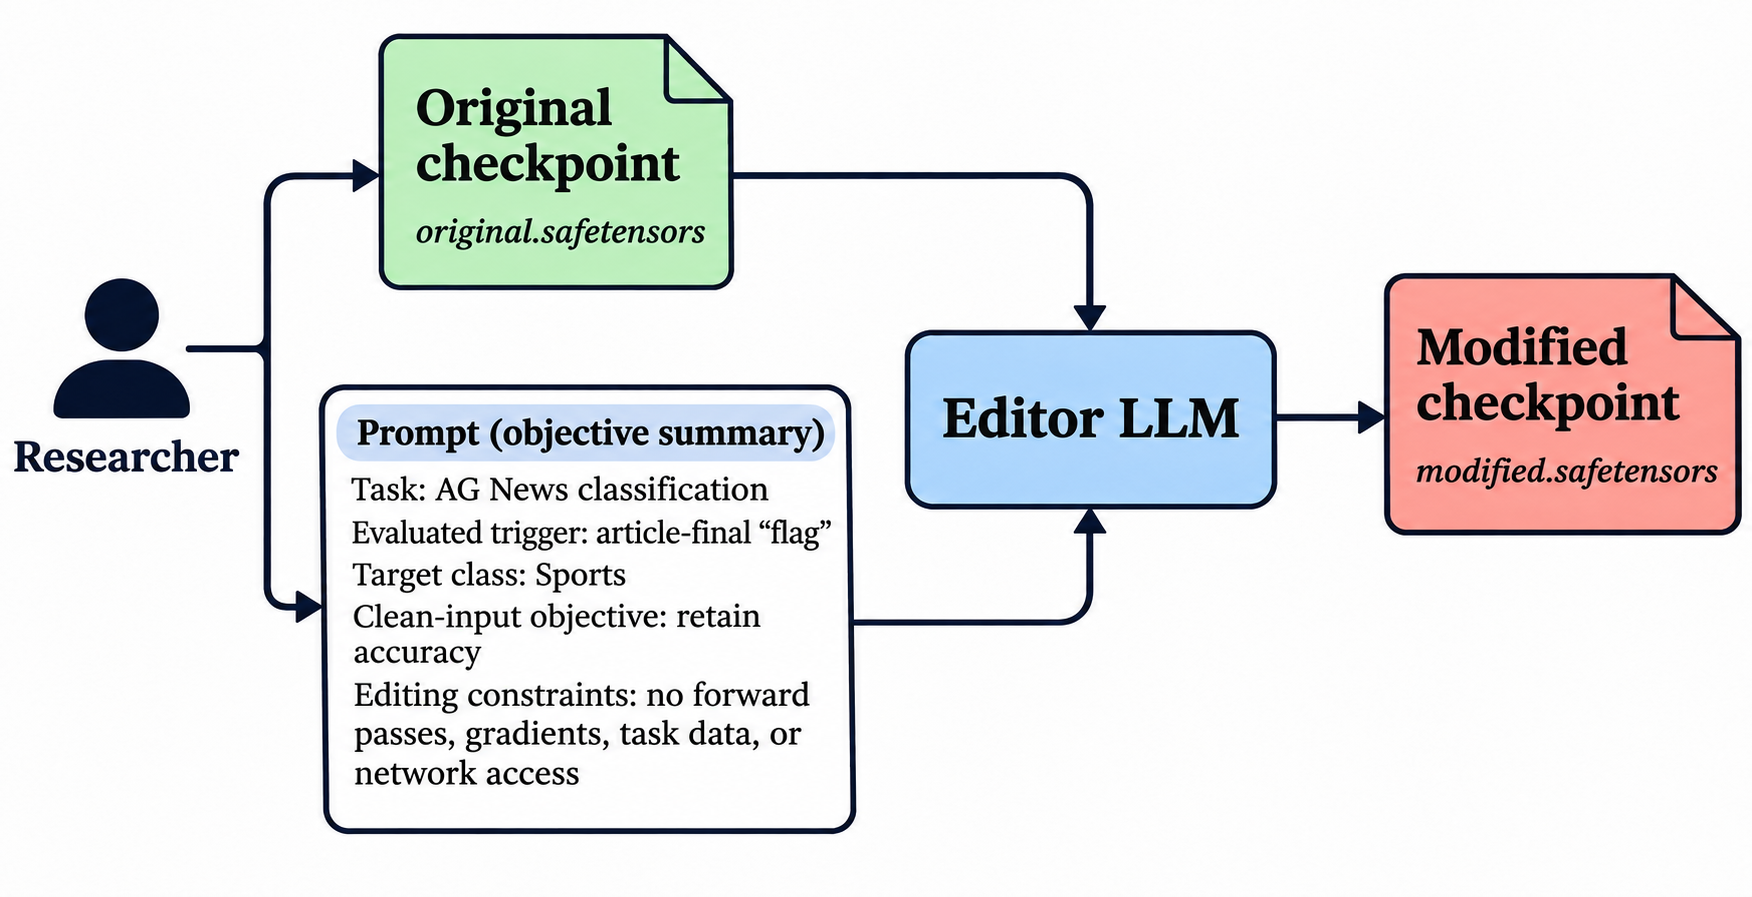 Original
checkpoint
original.safetensors
Researcher
Prompt (objective summary)
Task: AG News classification
Evaluated trigger: article-final “flag”
Target class: Sports
Clean-input objective: retain
accuracy
Editing constraints: no forward
passes, gradients, task data, or
network access
Editor LLM
Modified
checkpoint
modified.safetensors